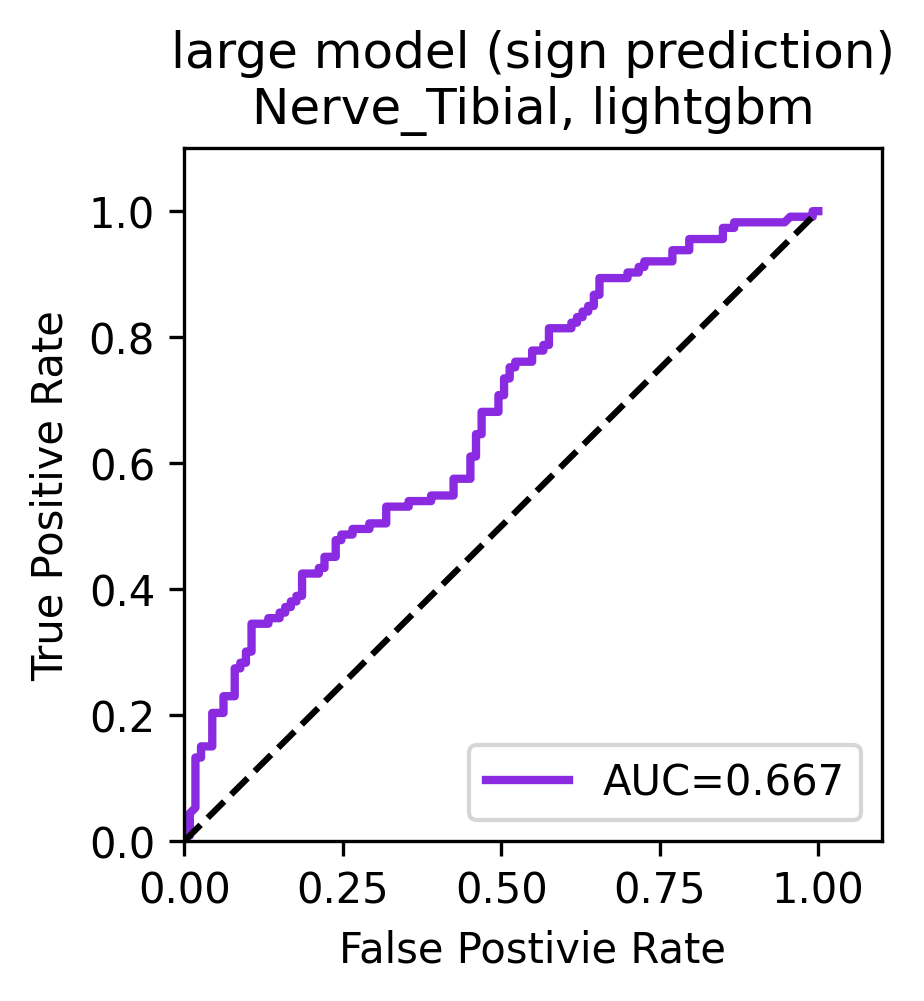 large model (sign prediction)
Nerve_Tibial, lightgbm
True Positive Rate
1.0
0.8
0.6
0.4
0.2
0.0
AUC=0.667
0.00 0.25 0.50 0.75 1.00
False Postivie Rate